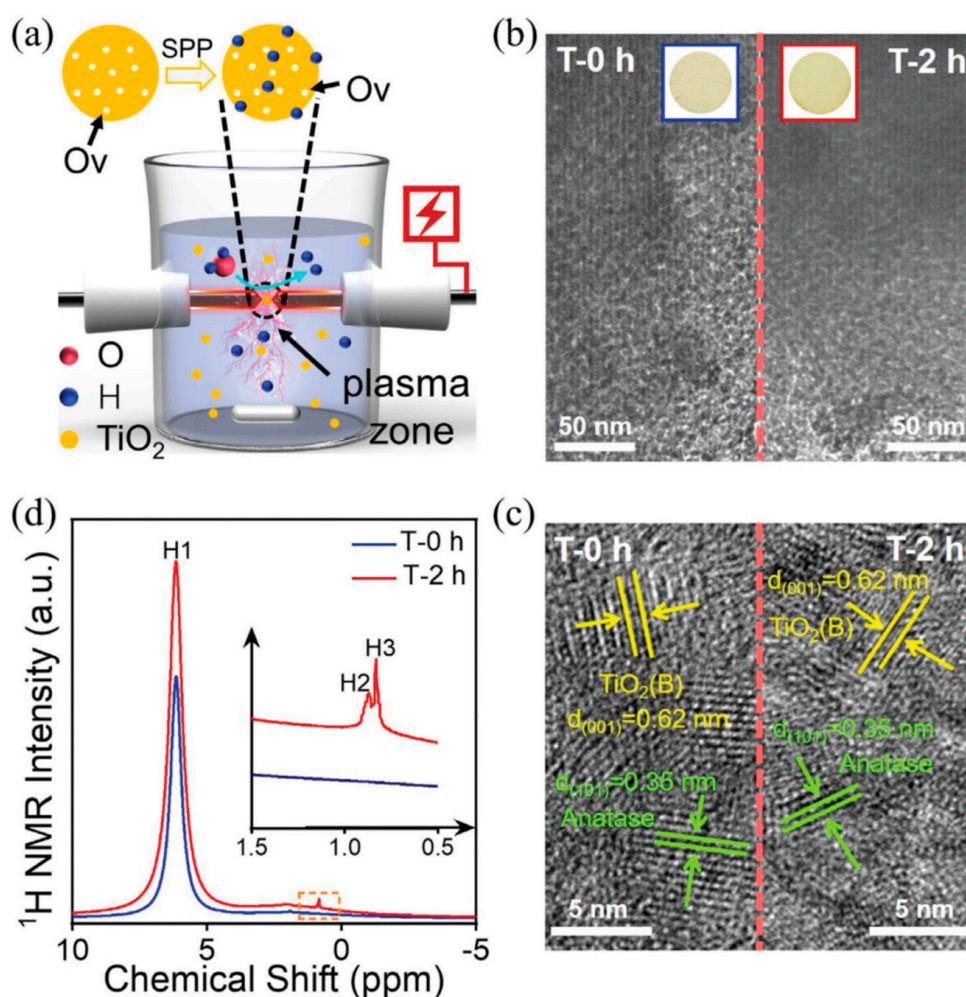 (a)
SPP
Ov
Ov
O
H
TiO₂
plasma
zone
(b)
T-0 h
T-2 h
50 nm
50 nm
(d)
¹H NMR Intensity (a.u.)
H1
T-0 h
T-2 h
H3
H2
1.5
1.0
0.5
10
5
0
-5
Chemical Shift (ppm)
(c)
T-0 h
T-2 h
d(001)=0.62 nm
TiO₂(B)
TiO₂(B)
d(001)=0.62 nm
d(101)=0.35 nm
Anatase
d(101)=0.35 nm
Anatase
5 nm
5 nm